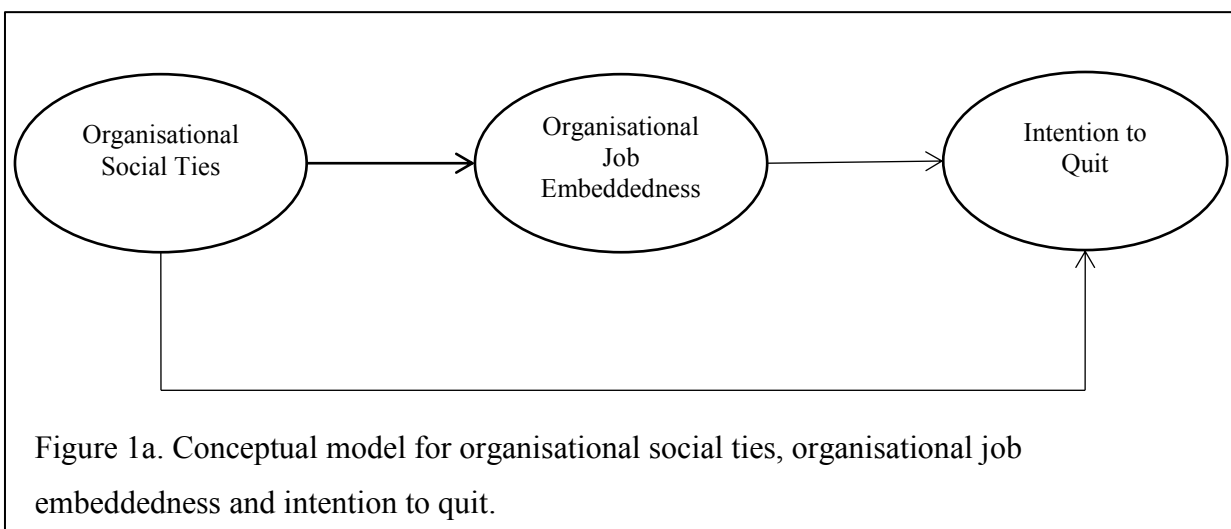 Organisational
Social Ties
Organisational
Job
Embeddedness
Intention to
Quit
Figure 1a. Conceptual model for organisational social ties, organisational job
embeddedness and intention to quit.